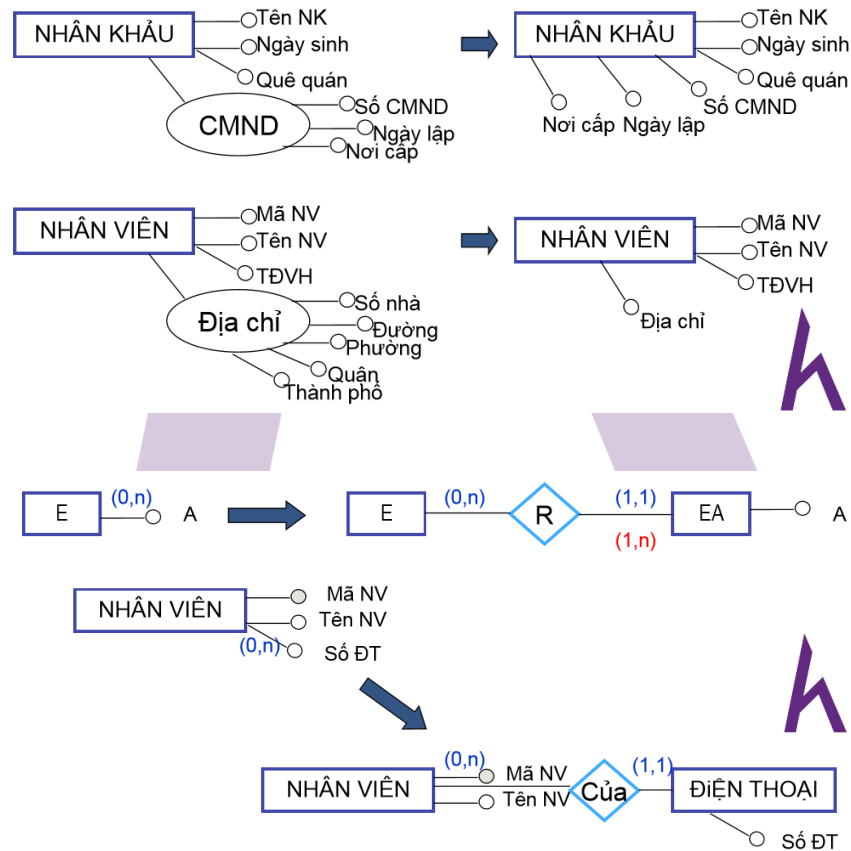 NHÂN KHẢU
Tên NK
Ngày sinh
Quê quán
CMND
Số CMND
Ngày lập
Nơi cấp
NHÂN KHẢU
Tên NK
Ngày sinh
Quê quán
Số CMND
Nơi cấp
Ngày lập
NHÂN VIÊN
Mã NV
Tên NV
TĐVH
Địa chỉ
Số nhà
Đường
Phường
Quận
Thành phố
NHÂN VIÊN
Mã NV
Tên NV
TĐVH
Địa chỉ
E
(0,n)
A
E
(0,n)
R
(1,1)
(1,n)
EA
A
NHÂN VIÊN
Mã NV
Tên NV
(0,n)
Số ĐT
NHÂN VIÊN
(0,n)
Mã NV
Tên NV
Của
(1,1)
ĐiỆN THOẠI
Số ĐT